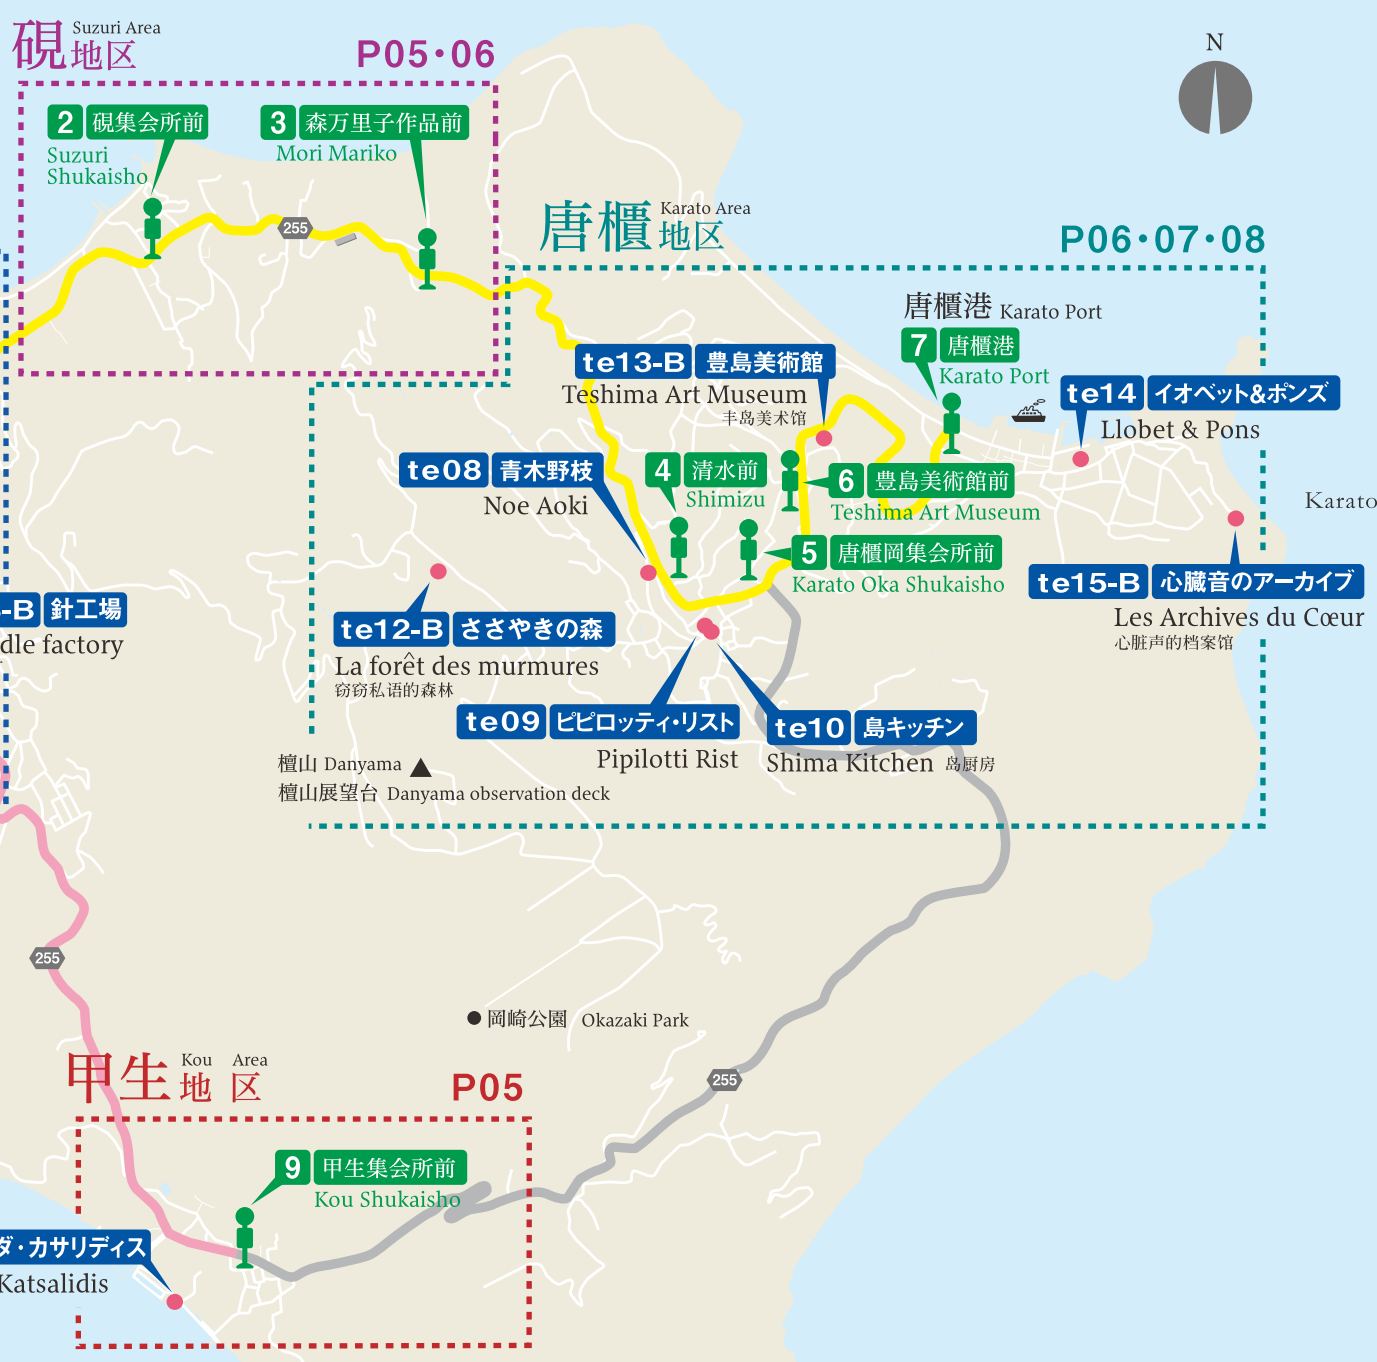 硯地区
Suzuri Area
P05・06
2 硯集会所前
Suzuri
Shukaisho
3 森万里子作品前
Mori Mariko
255
N
唐櫃地区
Karato Area
P06・07・08
唐櫃港 Karato Port
7 唐櫃港
Karato Port
te13-B 豊島美術館
Teshima Art Museum
丰岛美术馆
te14 イオベット&ポンズ
Llobet & Pons
te08 青木野枝
Noe Aoki
4 清水前
Shimizu
6 豊島美術館前
Teshima Art Museum
Karato
5 唐櫃岡集会所前
Karato Oka Shukaisho
te15-B 心臓音のアーカイブ
Les Archives du Cœur
心脏声的档案馆
-B 針工場
dle factory
te12-B ささやきの森
La forêt des murmures
窃窃私语的森林
te09 ピピロッティ・リスト
Pipilotti Rist
te10 島キッチン
Shima Kitchen 岛厨房
檀山 Danyama
檀山展望台 Danyama observation deck
255
岡崎公園 Okazaki Park
255
甲生地区
Kou Area
P05
9 甲生集会所前
Kou Shukaisho
ダ・カサリディス
Katsalidis